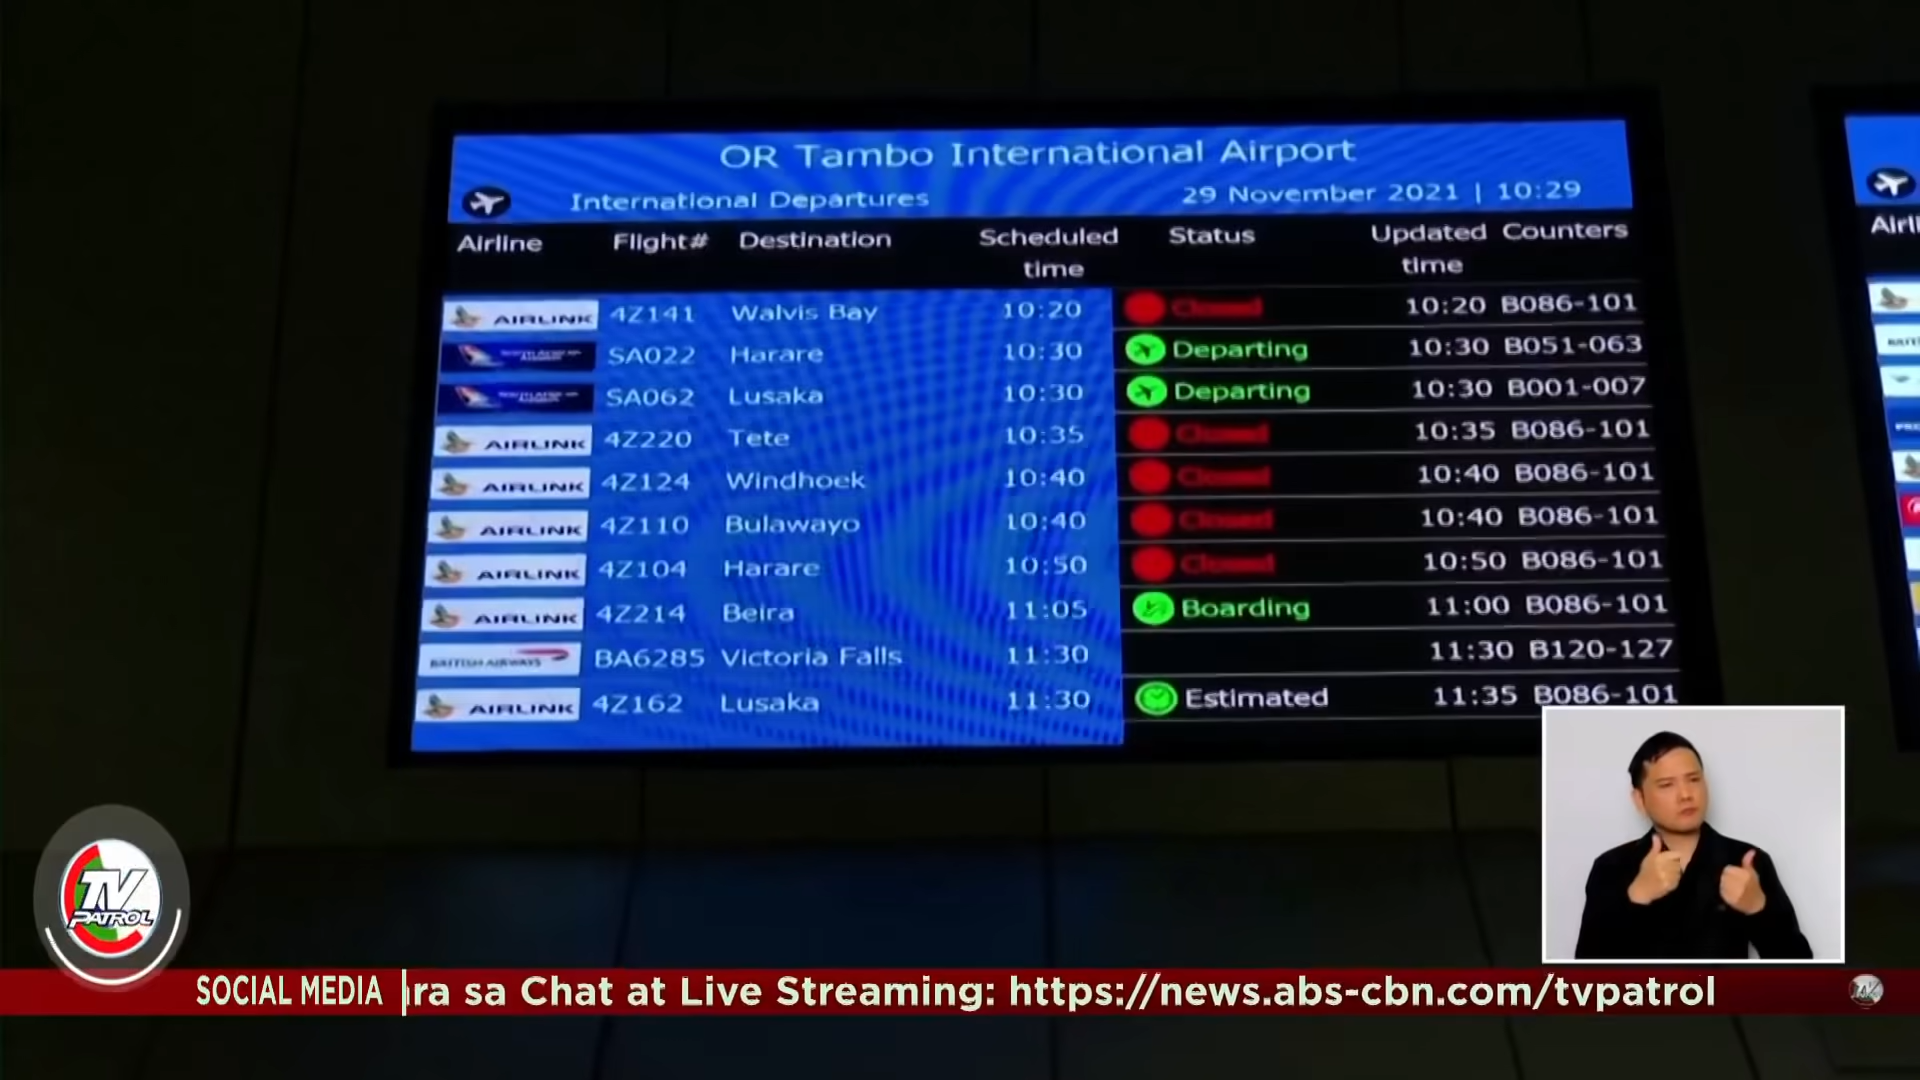 OR Tambo International Airport
International Departures 29 November 2021 | 10:29
Airline Flight# Destination Scheduled time Status Updated time Counters
AIRLINK 4Z141 Walvis Bay 10:20 Closed 10:20 B086-101
SA022 Harare 10:30 Departing 10:30 B051-063
SA062 Lusaka 10:30 Departing 10:30 B001-007
AIRLINK 4Z220 Tete 10:35 Closed 10:35 B086-101
AIRLINK 4Z124 Windhoek 10:40 Closed 10:40 B086-101
AIRLINK 4Z110 Bulawayo 10:40 Closed 10:40 B086-101
AIRLINK 4Z104 Harare 10:50 Closed 10:50 B086-101
AIRLINK 4Z214 Beira 11:05 Boarding 11:00 B086-101
BRITISH AIRWAYS BA6285 Victoria Falls 11:30 11:30 B120-127
AIRLINK 4Z162 Lusaka 11:30 Estimated 11:35 B086-101
TV
PATROL
SOCIAL MEDIA ara sa Chat at Live Streaming: https://news.abs-cbn.com/tvpatrol